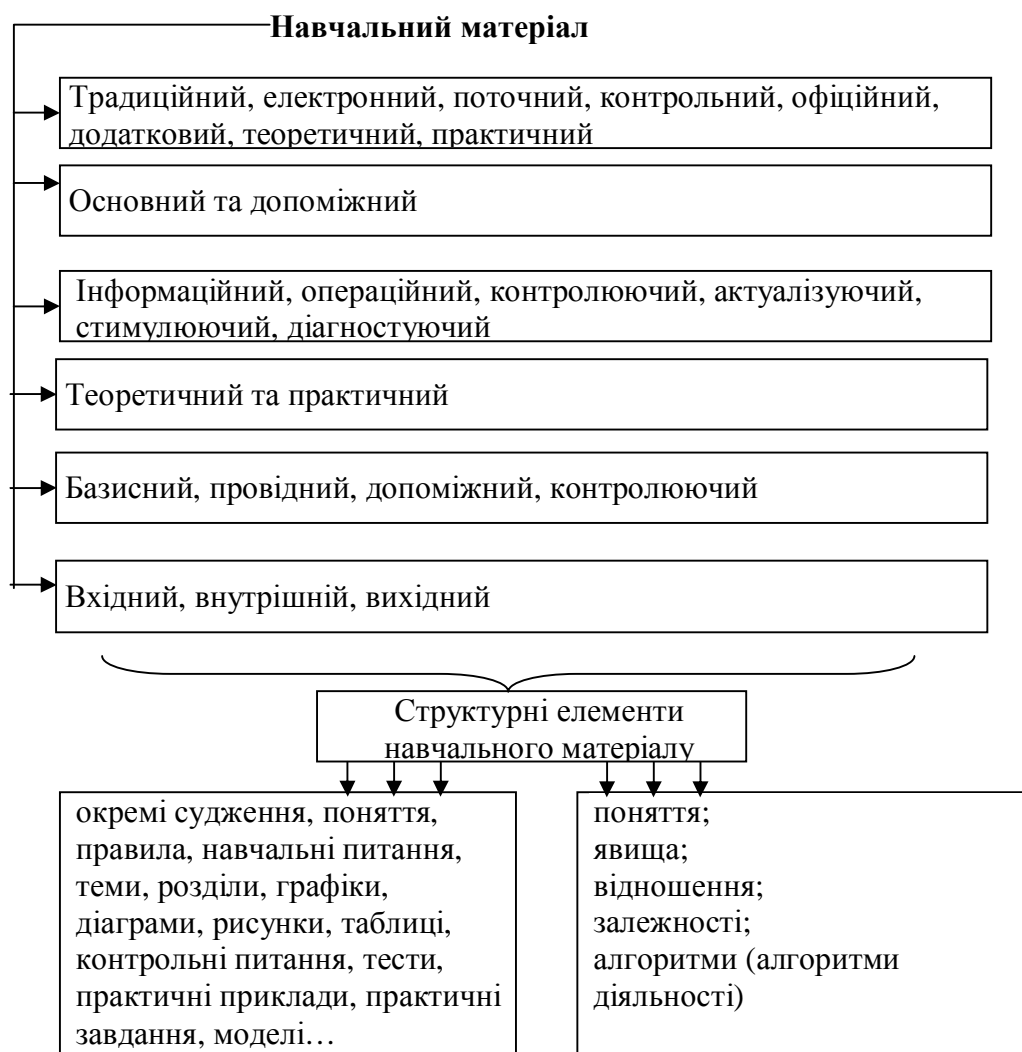 Навчальний матеріал
Традиційний, електронний, поточний, контрольний, офіційний,
додатковий, теоретичний, практичний
Основний та допоміжний
Інформаційний, операційний, контролюючий, актуалізуючий,
стимулюючий, діагностуючий
Теоретичний та практичний
Базисний, провідний, допоміжний, контролюючий
Вхідний, внутрішній, вихідний
Структурні елементи
навчального матеріалу
окремі судження, поняття,
правила, навчальні питання,
теми, розділи, графіки,
діаграми, рисунки, таблиці,
контрольні питання, тести,
практичні приклади, практичні
завдання, моделі…
поняття;
явища;
відношення;
залежності;
алгоритми (алгоритми
діяльності)